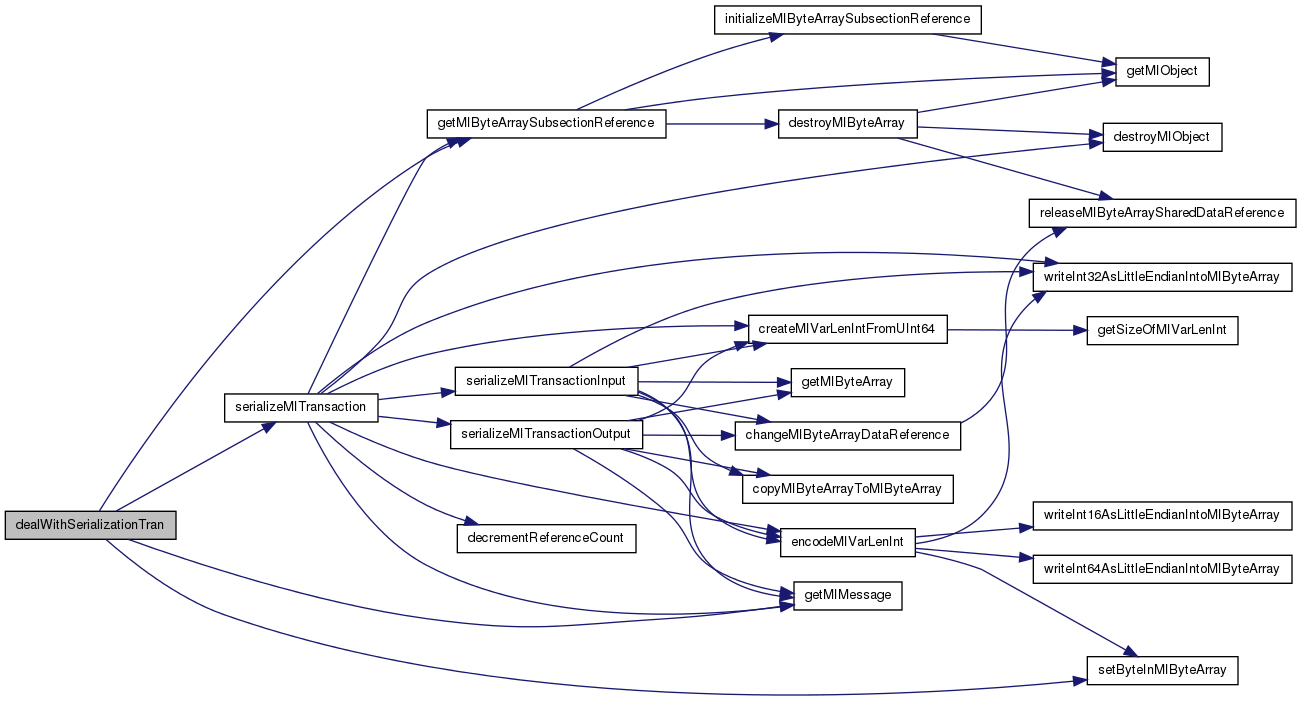 initializeMIByteArraySubsectionReference
getMIObject
getMIByteArraySubsectionReference
destroyMIByteArray
destroyMIObject
releaseMIByteArraySharedDataReference
writeInt32AsLittleEndianIntoMIByteArray
createMIVarLenIntFromUInt64
getSizeOfMIVarLenInt
serializeMITransactionInput
getMIByteArray
serializeMITransaction
serializeMITransactionOutput
changeMIByteArrayDataReference
copyMIByteArrayToMIByteArray
writeInt16AsLittleEndianIntoMIByteArray
dealWithSerializationTran
decrementReferenceCount
encodeMIVarLenInt
writeInt64AsLittleEndianIntoMIByteArray
getMIMessage
setByteInMIByteArray